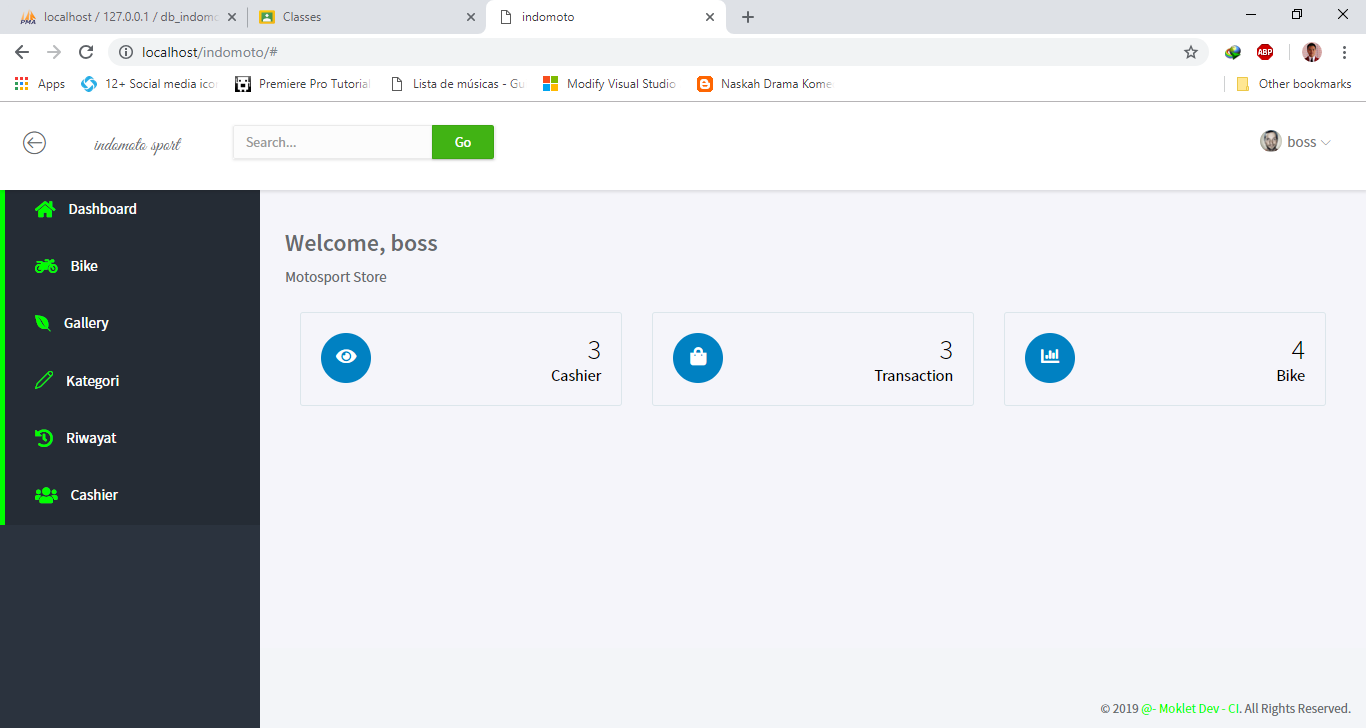 localhost / 127.0.0.1 / db_indomo
Classes
indomoto
localhost/indomoto/#
ABP
Apps
12+ Social media icon
Premiere Pro Tutorial
Lista de músicas - Gu
Modify Visual Studio
Naskah Drama Kome
Other bookmarks
indomoto sport
Search...
Go
boss
Dashboard
Bike
Gallery
Kategori
Riwayat
Cashier
Welcome, boss
Motosport Store
3
Cashier
3
Transaction
4
Bike
© 2019 @- Moklet Dev - CI. All Rights Reserved.